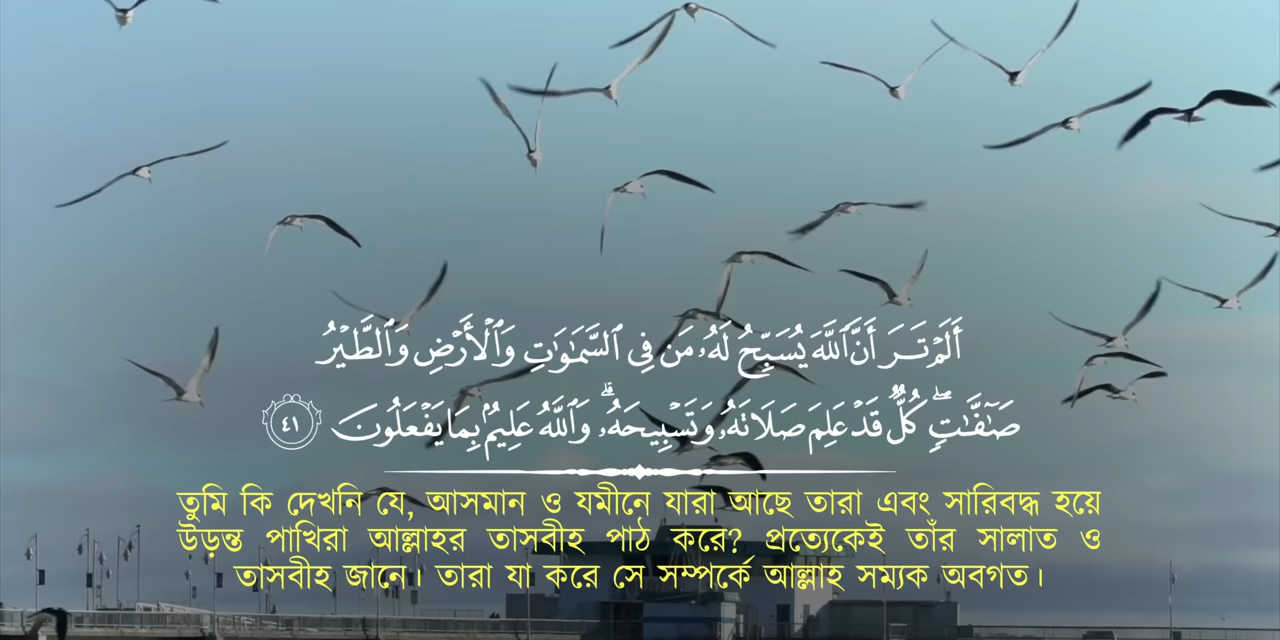 أَلَمْ تَرَ أَنَّ ٱللَّهَ يُسَبِّحُ لَهُۥ مَن فِى ٱلسَّمَـٰوَٰتِ وَٱلْأَرْضِ وَٱلطَّيْرُ
صَـٰٓفَّـٰتٍۢ ۖ كُلٌّۭ قَدْ عَلِمَ صَلَاتَهُۥ وَتَسْبِيحَهُۥ ۗ وَٱللَّهُ عَلِيمٌۢ بِمَا يَفْعَلُونَ ٤١
তুমি কি দেখনি যে, আসমান ও যমীনে যারা আছে তারা এবং সারিবদ্ধ হয়ে
উড়ন্ত পাখিরা আল্লাহর তাসবীহ পাঠ করে? প্রত্যেকেই তাঁর সালাত ও
তাসবীহ জানে। তারা যা করে সে সম্পর্কে আল্লাহ সম্যক অবগত।